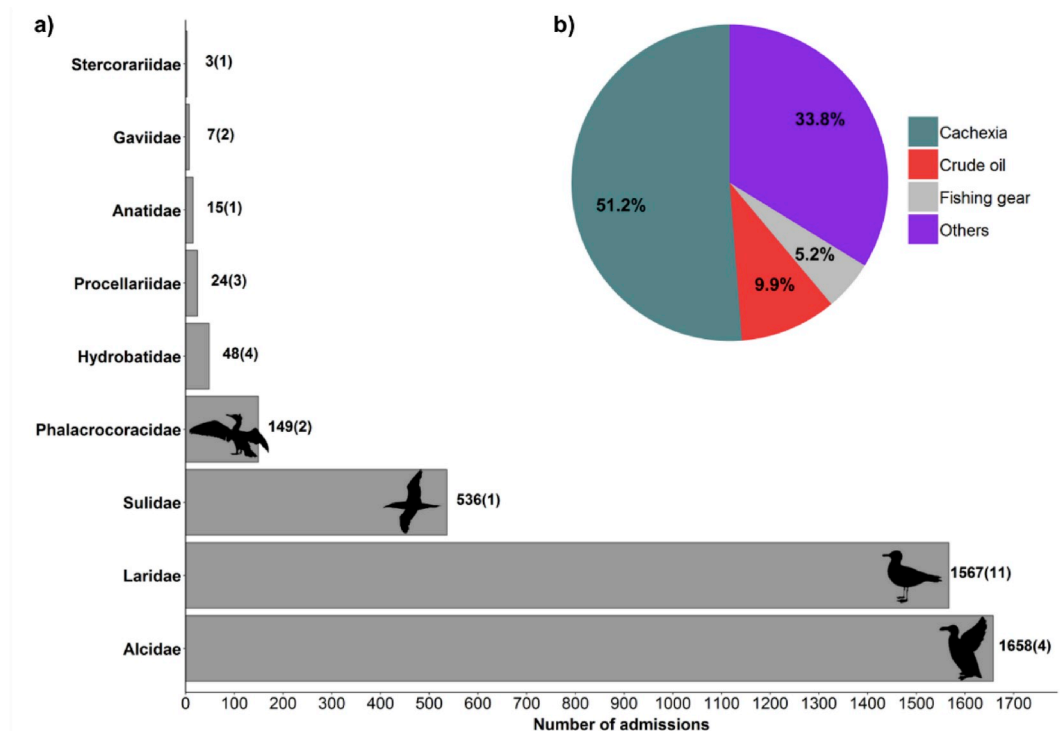 a)
Stercorariidae 3(1)
Gaviidae 7(2)
Anatidae 15(1)
Procellariidae 24(3)
Hydrobatidae 48(4)
Phalacrocoracidae 149(2)
Sulidae 536(1)
Laridae 1567(11)
Alcidae 1658(4)
0 100 200 300 400 500 600 700 800 900 1000 1100 1200 1300 1400 1500 1600 1700
Number of admissions
b)
33.8%
51.2%
5.2%
9.9%
Cachexia
Crude oil
Fishing gear
Others